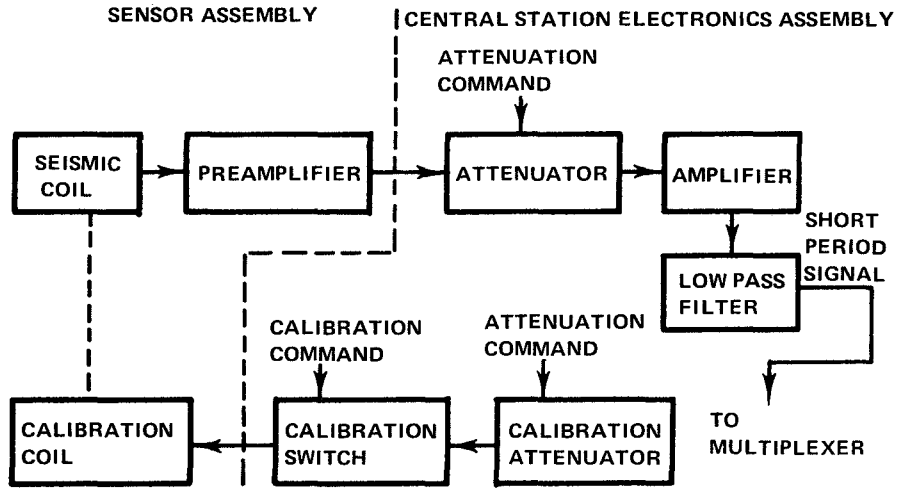 SENSOR ASSEMBLY
CENTRAL STATION ELECTRONICS ASSEMBLY
ATTENUATION
COMMAND
SEISMIC
COIL
PREAMPLIFIER
ATTENUATOR
AMPLIFIER
SHORT
PERIOD
SIGNAL
LOW PASS
FILTER
CALIBRATION
COMMAND
ATTENUATION
COMMAND
CALIBRATION
COIL
CALIBRATION
SWITCH
CALIBRATION
ATTENUATOR
TO
MULTIPLEXER